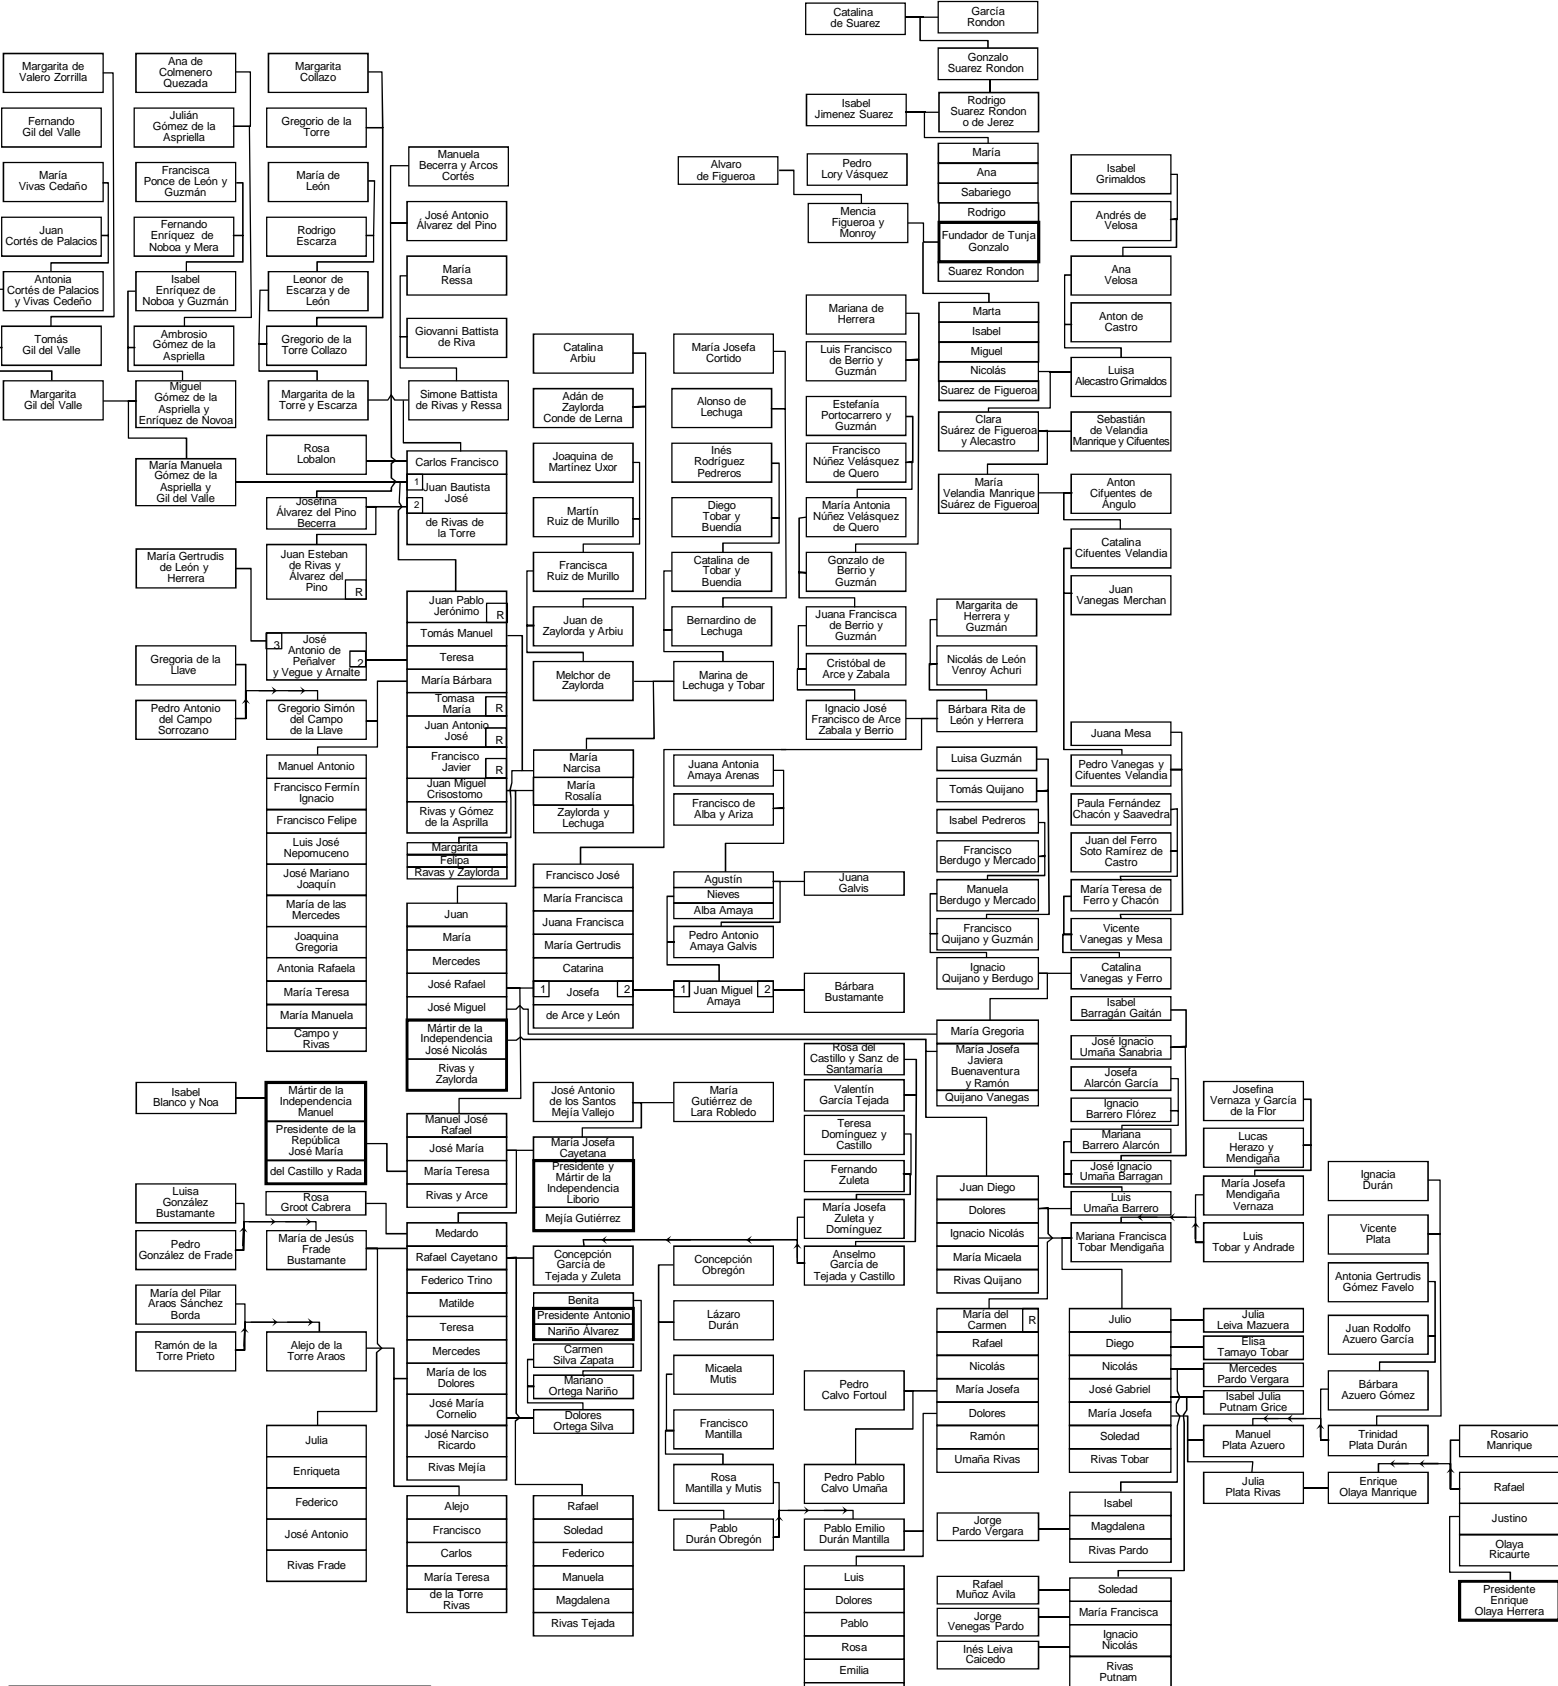 Catalina
de Suarez
García
Rondon
Gonzalo
Suarez Rondon
Isabel
Jimenez Suarez
Rodrigo
Suarez Rondon
o de Jerez
María
Ana
Sabariego
Rodrigo
Fundador de Tunja
Gonzalo
Suarez Rondon
Alvaro
de Figueroa
Pedro
Lory Vásquez
Mencia
Figueroa y
Monroy
Isabel
Grimaldos
Andrés de
Velosa
Ana
Velosa
Anton de
Castro
Luisa
Alecastro Grimaldos
Marta
Isabel
Miguel
Nicolás
Suarez de Figueroa
Clara
Suárez de Figueroa
y Alecastro
Sebastián
de Velandia
Manrique y Cifuentes
María
Velandia Manrique
Suárez de Figueroa
Anton
Cifuentes de
Ángulo
Catalina
Cifuentes Velandia
Juan
Vanegas Merchan
Margarita de
Valero Zorrilla
Fernando
Gil del Valle
María
Vivas Cedaño
Juan
Cortés de Palacios
Antonia
Cortés de Palacios
y Vivas Cedeño
Tomás
Gil del Valle
Margarita
Gil del Valle
Ana de
Colmenero
Quezada
Julián
Gómez de la
Aspriella
Francisca
Ponce de León y
Guzmán
Fernando
Enríquez de
Noboa y Mera
Isabel
Enríquez de
Noboa y Guzmán
Ambrosio
Gómez de la
Aspriella
Miguel
Gómez de la
Aspriella y
Enríquez de Novoa
María Manuela
Gómez de la
Aspriella y
Gil del Valle
Margarita
Collazo
Gregorio de la
Torre
María de
León
Rodrigo
Escarza
Leonor de
Escarza y de
León
Gregorio de la
Torre Collazo
Margarita de la
Torre y Escarza
Rosa
Lobalon
Josefina
Álvarez del Pino
Becerra
Juan Esteban
de Rivas y
Álvarez del
Pino
R
Manuela
Becerra y Arcos
Cortés
José Antonio
Álvarez del Pino
María
Ressa
Giovanni Battista
de Riva
Simone Battista
de Rivas y Ressa
Carlos Francisco
1
Juan Bautista
José
2
de Rivas de
la Torre
María Gertrudis
de León y
Herrera
3
José
Antonio de
Peñalver
y Vegue y Arnalte
2
Gregoria de la
Llave
Pedro Antonio
del Campo
Sorrozano
Gregorio Simón
del Campo
de la Llave
Juan Pablo
Jerónimo
R
Tomás Manuel
Teresa
María Bárbara
Tomasa
María
R
Juan Antonio
José
R
Francisco
Javier
R
Juan Miguel
Crisostomo
Rivas y Gómez
de la Asprilla
Margarita
Felipa
Ravas y Zaylorda
Catalina
Arbiu
Adán de
Zaylorda
Conde de Lerna
Joaquina de
Martínez Uxor
Martín
Ruiz de Murillo
Francisca
Ruiz de Murillo
Juan de
Zaylorda y Arbiu
Melchor de
Zaylorda
María Josefa
Cortido
Alonso de
Lechuga
Inés
Rodríguez
Pedreros
Diego
Tobar y
Buendia
Catalina de
Tobar y
Buendia
Bernardino de
Lechuga
Marina de
Lechuga y Tobar
María
Narcisa
María
Rosalía
Zaylorda y
Lechuga
Mariana de
Herrera
Luis Francisco
de Berrio y
Guzmán
Estefanía
Portocarrero y
Guzmán
Francisco
Núñez Velásquez
de Quero
María Antonia
Núñez Velásquez
de Quero
Gonzalo de
Berrio y
Guzmán
Juana Francisca
de Berrio y
Guzmán
Cristóbal de
Arce y Zabala
Ignacio José
Francisco de Arce
Zabala y Berrio
Margarita de
Herrera y
Guzmán
Nicolás de León
Venroy Achuri
Bárbara Rita de
León y Herrera
Manuel Antonio
Francisco Fermín
Ignacio
Francisco Felipe
Luis José
Nepomuceno
José Mariano
Joaquín
María de las
Mercedes
Joaquina
Gregoria
Antonia Rafaela
María Teresa
María Manuela
Campo y
Rivas
Juan
María
Mercedes
José Rafael
José Miguel
Mártir de la
Independencia
José Nicolás
Rivas y
Zaylorda
Francisco José
María Francisca
Juana Francisca
María Gertrudis
Catarina
1
Josefa
2
de Arce y León
Juana Antonia
Amaya Arenas
Francisco de
Alba y Ariza
Agustín
Nieves
Alba Amaya
Pedro Antonio
Amaya Galvis
1
Juan Miguel
Amaya
2
Juana
Galvis
Bárbara
Bustamante
Luisa Guzmán
Tomás Quijano
Isabel Pedreros
Francisco
Berdugo y Mercado
Manuela
Berdugo y Mercado
Francisco
Quijano y Guzmán
Ignacio
Quijano y Berdugo
Juana Mesa
Pedro Vanegas y
Cifuentes Velandia
Paula Fernández
Chacón y Saavedra
Juan del Ferro
Soto Ramírez de
Castro
María Teresa de
Ferro y Chacón
Vicente
Vanegas y Mesa
Catalina
Vanegas y Ferro
María Gregoria
María Josefa
Javiera
Buenaventura
y Ramón
Quijano Vanegas
Isabel
Barragán Gaitán
José Ignacio
Umaña Sanabria
Josefa
Alarcón García
Ignacio
Barrero Flórez
Mariana
Barrero Alarcón
José Ignacio
Umaña Barragan
Luis
Umaña Barrero
Mariana Francisca
Tobar Mendigaña
Josefina
Vernaza y García
de la Flor
Lucas
Herazo y
Mendigaña
María Josefa
Mendigaña
Vernaza
Luis
Tobar y Andrade
Isabel
Blanco y Noa
Mártir de la
Independencia
Manuel
Presidente de la
República
José María
del Castillo y Rada
Manuel José
Rafael
José María
María Teresa
Rivas y Arce
José Antonio
de los Santos
Mejía Vallejo
María
Gutiérrez de
Lara Robledo
María Josefa
Cayetana
Presidente y
Mártir de la
Independencia
Liborio
Mejía Gutiérrez
Rosa del
Castillo y Sanz de
Santamaría
Valentín
García Tejada
Teresa
Domínguez y
Castillo
Fernando
Zuleta
María Josefa
Zuleta y
Domínguez
Anselmo
García de
Tejada y Castillo
Luisa
González
Bustamante
Pedro
González de Frade
Rosa
Groot Cabrera
María de Jesús
Frade
Bustamante
María del Pilar
Araos Sánchez
Borda
Ramón de la
Torre Prieto
Alejo de la
Torre Araos
Medardo
Rafael Cayetano
Federico Trino
Matilde
Teresa
Mercedes
María de los
Dolores
José María
Cornelio
José Narciso
Ricardo
Rivas Mejía
Concepción
García de
Tejada y Zuleta
Benita
Presidente Antonio
Nariño Álvarez
Carmen
Silva Zapata
Mariano
Ortega Nariño
Dolores
Ortega Silva
Concepción
Obregón
Lázaro
Durán
Micaela
Mutis
Francisco
Mantilla
Rosa
Mantilla y Mutis
Pablo
Durán Obregón
Pedro
Calvo Fortoul
Pedro Pablo
Calvo Umaña
Pablo Emilio
Durán Mantilla
Juan Diego
Dolores
Ignacio Nicolás
María Micaela
Rivas Quijano
María del
Carmen
R
Rafael
Nicolás
María Josefa
Dolores
Ramón
Umaña Rivas
Julio
Diego
Nicolás
José Gabriel
María Josefa
Soledad
Rivas Tobar
Julia
Leiva Mazuera
Elisa
Tamayo Tobar
Mercedes
Pardo Vergara
Isabel Julia
Putnam Grice
Manuel
Plata Azuero
Julia
Plata Rivas
Ignacia
Durán
Vicente
Plata
Antonia Gertrudis
Gómez Favelo
Juan Rodolfo
Azuero García
Bárbara
Azuero Gómez
Trinidad
Plata Durán
Enrique
Olaya Manrique
Rosario
Manrique
Rafael
Justino
Olaya
Ricaurte
Presidente
Enrique
Olaya Herrera
Julia
Enriqueta
Federico
José Antonio
Rivas Frade
Alejo
Francisco
Carlos
María Teresa
de la Torre
Rivas
Rafael
Soledad
Federico
Manuela
Magdalena
Rivas Tejada
Luis
Dolores
Pablo
Rosa
Emilia
Jorge
Pardo Vergara
Isabel
Magdalena
Rivas Pardo
Rafael
Muñoz Avila
Jorge
Venegas Pardo
Inés Leiva
Caicedo
Soledad
María Francisca
Ignacio
Nicolás
Rivas
Putnam